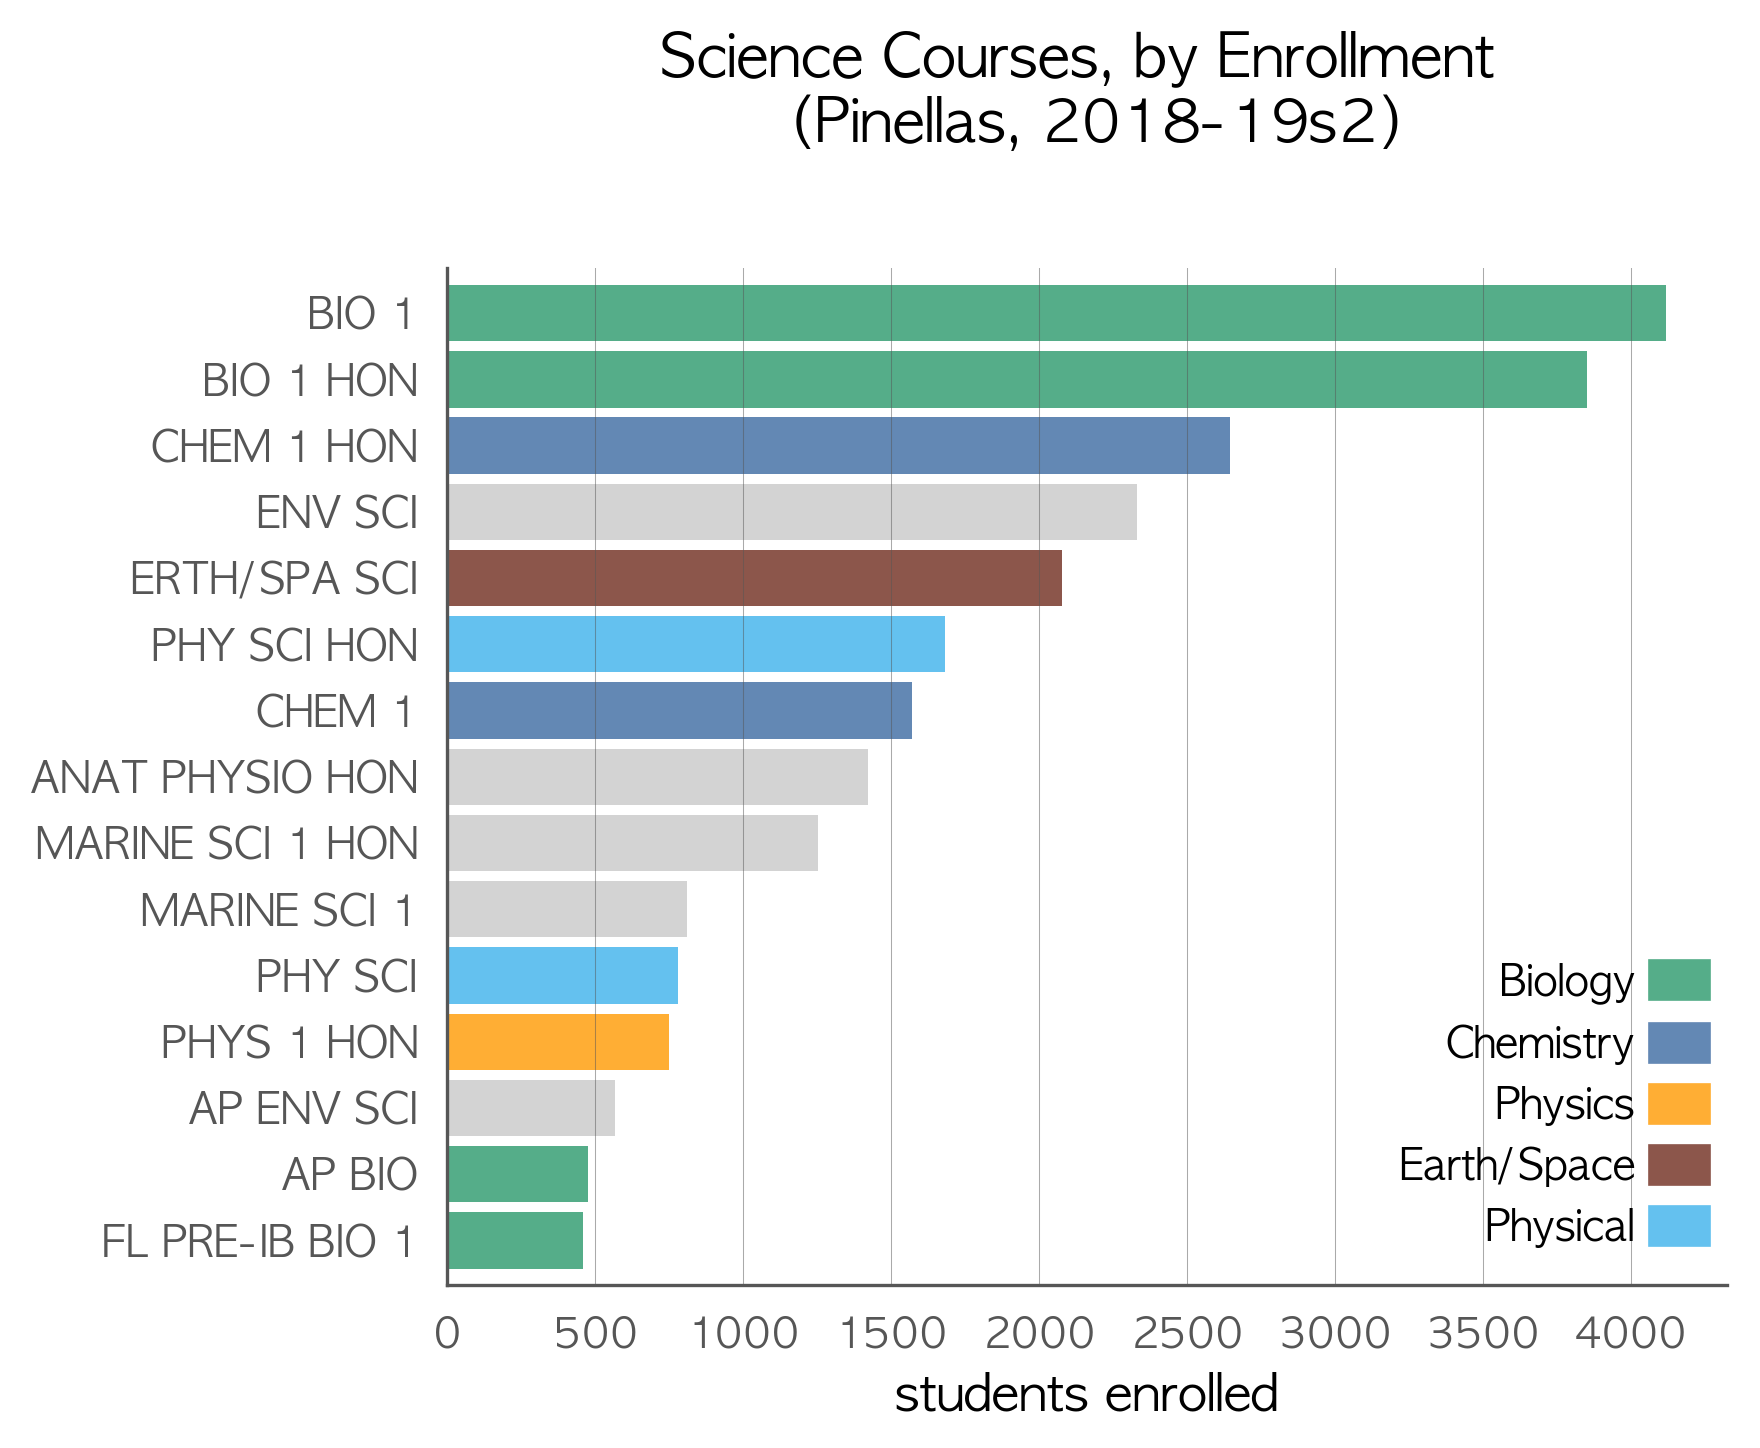 Science Courses, by Enrollment
(Pinellas, 2018-19s2)
BIO 1
BIO 1 HON
CHEM 1 HON
ENV SCI
ERTH/SPA SCI
PHY SCI HON
CHEM 1
ANAT PHYSIO HON
MARINE SCI 1 HON
MARINE SCI 1
PHY SCI
PHYS 1 HON
AP ENV SCI
AP BIO
FL PRE-IB BIO 1
Biology
Chemistry
Physics
Earth/Space
Physical
0 500 1000 1500 2000 2500 3000 3500 4000
students enrolled